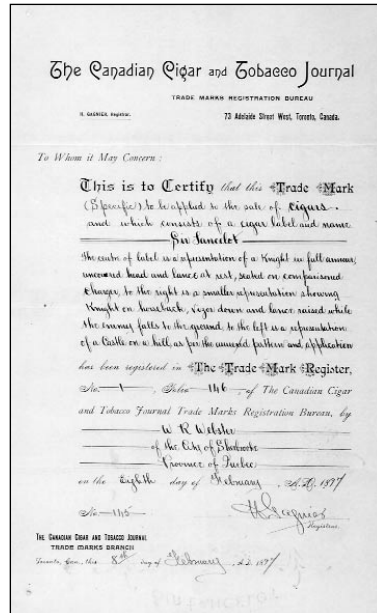 The Canadian Cigar and Tobacco Journal
TRADE MARKS REGISTRATION BUREAU
H. GAGNIER, Registrar.
73 Adelaide Street West, Toronto, Canada.
To Whom it May Concern:
This is to Certify that this Trade Mark
(Specific) to be applied to the sale of cigars.
and which consists of a cigar label and name
Sir Lancelot
The centre of label is a representation of a Knight in full armour,
uncovered head and lance at rest, seated on comparisoned
charger, to the right is a smaller representation showing
Knight on horseback, vizor down and lance raised while
the enemy falls to the ground, to the left is a representation
of a Castle on a hill, as per the annexed pattern and application
has been registered in The Trade Mark Register,
No. 1, Folio 146, of The Canadian Cigar
and Tobacco Journal Trade Marks Registration Bureau, by
W R Webster
of the City of Sherbrooke
Province of Quebec
on the Eighth day of February, A.D. 1897
No 1145
H Gagnier
Registrar.
THE CANADIAN CIGAR AND TOBACCO JOURNAL
TRADE MARKS BRANCH
Toronto, Can., this 8th day of February A.D. 1897